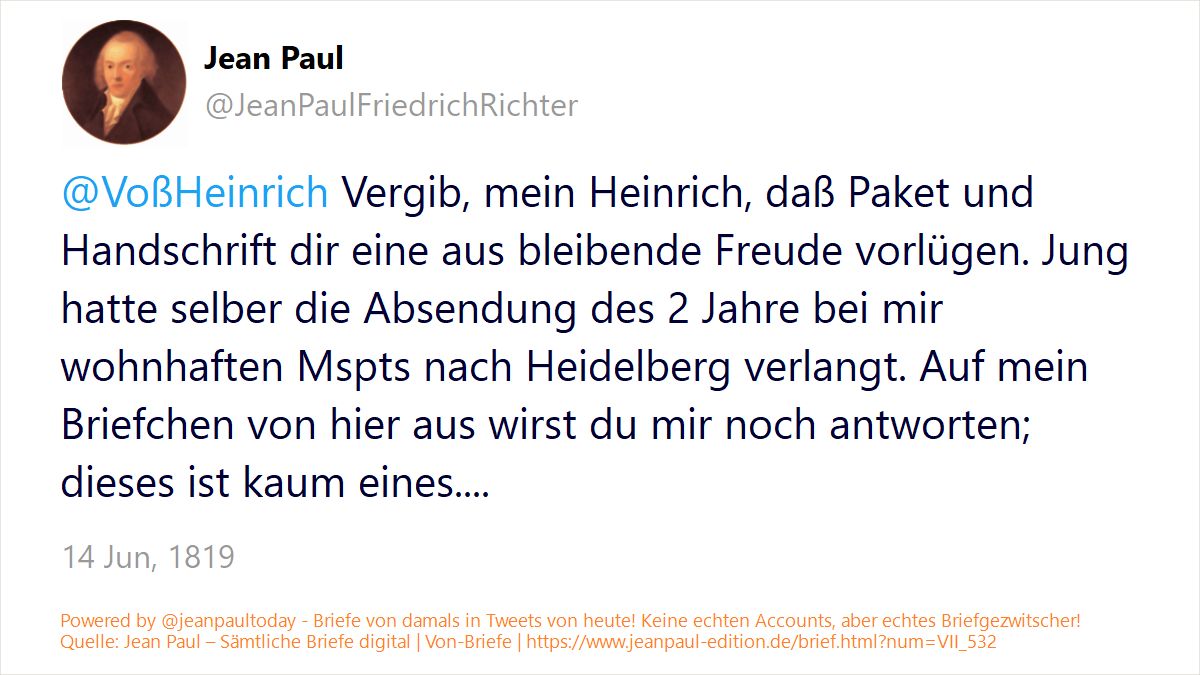 Jean Paul
@JeanPaulFriedrichRichter
@VoßHeinrich Vergib, mein Heinrich, daß Paket und
Handschrift dir eine aus bleibende Freude vorlügen. Jung
hatte selber die Absendung des 2 Jahre bei mir
wohnhaften Mspts nach Heidelberg verlangt. Auf mein
Briefchen von hier aus wirst du mir noch antworten;
dieses ist kaum eines....
14 Jun, 1819
Powered by @jeanpaultoday - Briefe von damals in Tweets von heute! Keine echten Accounts, aber echtes Briefgezwitscher!
Quelle: Jean Paul – Sämtliche Briefe digital | Von-Briefe | https://www.jeanpaul-edition.de/brief.html?num=VII_532